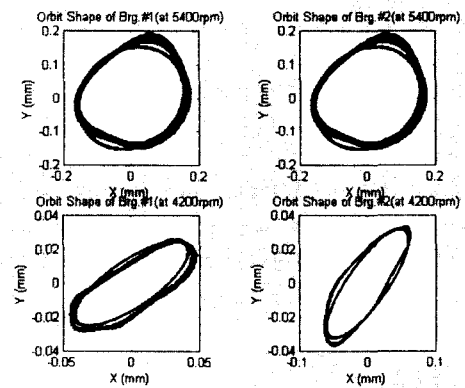 Orbit Shape of Brg.#1(at 5400rpm)
Orbit Shape of Brg.#2(at 5400rpm)
0.2
0.1
0
-0.1
-0.2
Y (mm)
-0.2
0
0.2
X (mm)
0.2
0.1
0
-0.1
-0.2
Y (mm)
-0.2
0
0.2
X (mm)
Orbit Shape of Brg.#1(at 4200rpm)
Orbit Shape of Brg.#2(at 4200rpm)
0.04
0.02
0
-0.02
-0.04
Y (mm)
-0.05
0
0.05
X (mm)
0.04
0.02
0
-0.02
-0.04
Y (mm)
-0.1
0
0.1
X (mm)